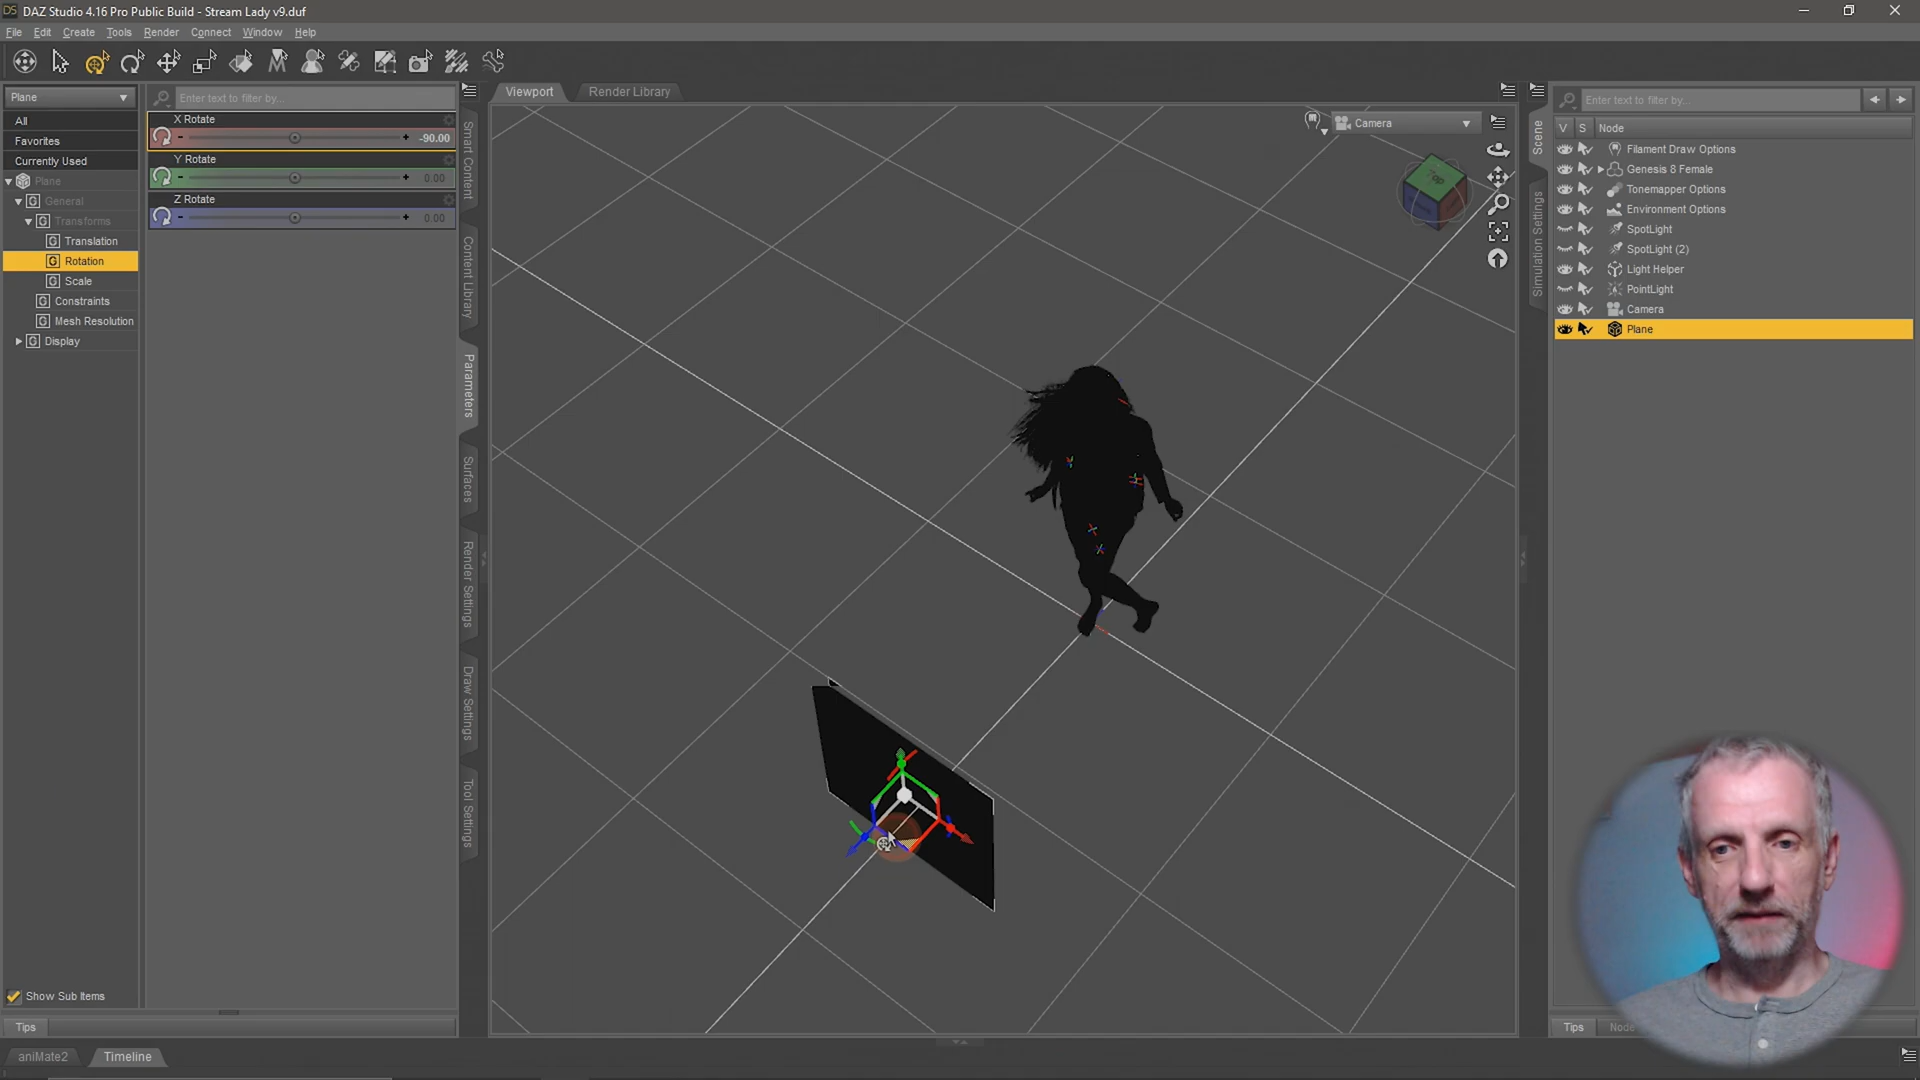 DS DAZ Studio 4.16 Pro Public Build - Stream Lady v9.duf
File Edit Create Tools Render Connect Window Help
Plane
Enter text to filter by...
All
Favorites
Currently Used
Plane
General
Transforms
Translation
Rotation
Scale
Constraints
Mesh Resolution
Display
X Rotate
-90.00
Y Rotate
0.00
Z Rotate
0.00
Show Sub Items
Tips
aniMate2 Timeline
Smart Content
Content Library
Parameters
Surfaces
Render Settings
Draw Settings
Tool Settings
Viewport Render Library
Camera
Top
Scene
Simulation Settings
Enter text to filter by...
V S Node
Filament Draw Options
Genesis 8 Female
Tonemapper Options
Environment Options
SpotLight
SpotLight (2)
Light Helper
PointLight
Camera
Plane
Tips Node